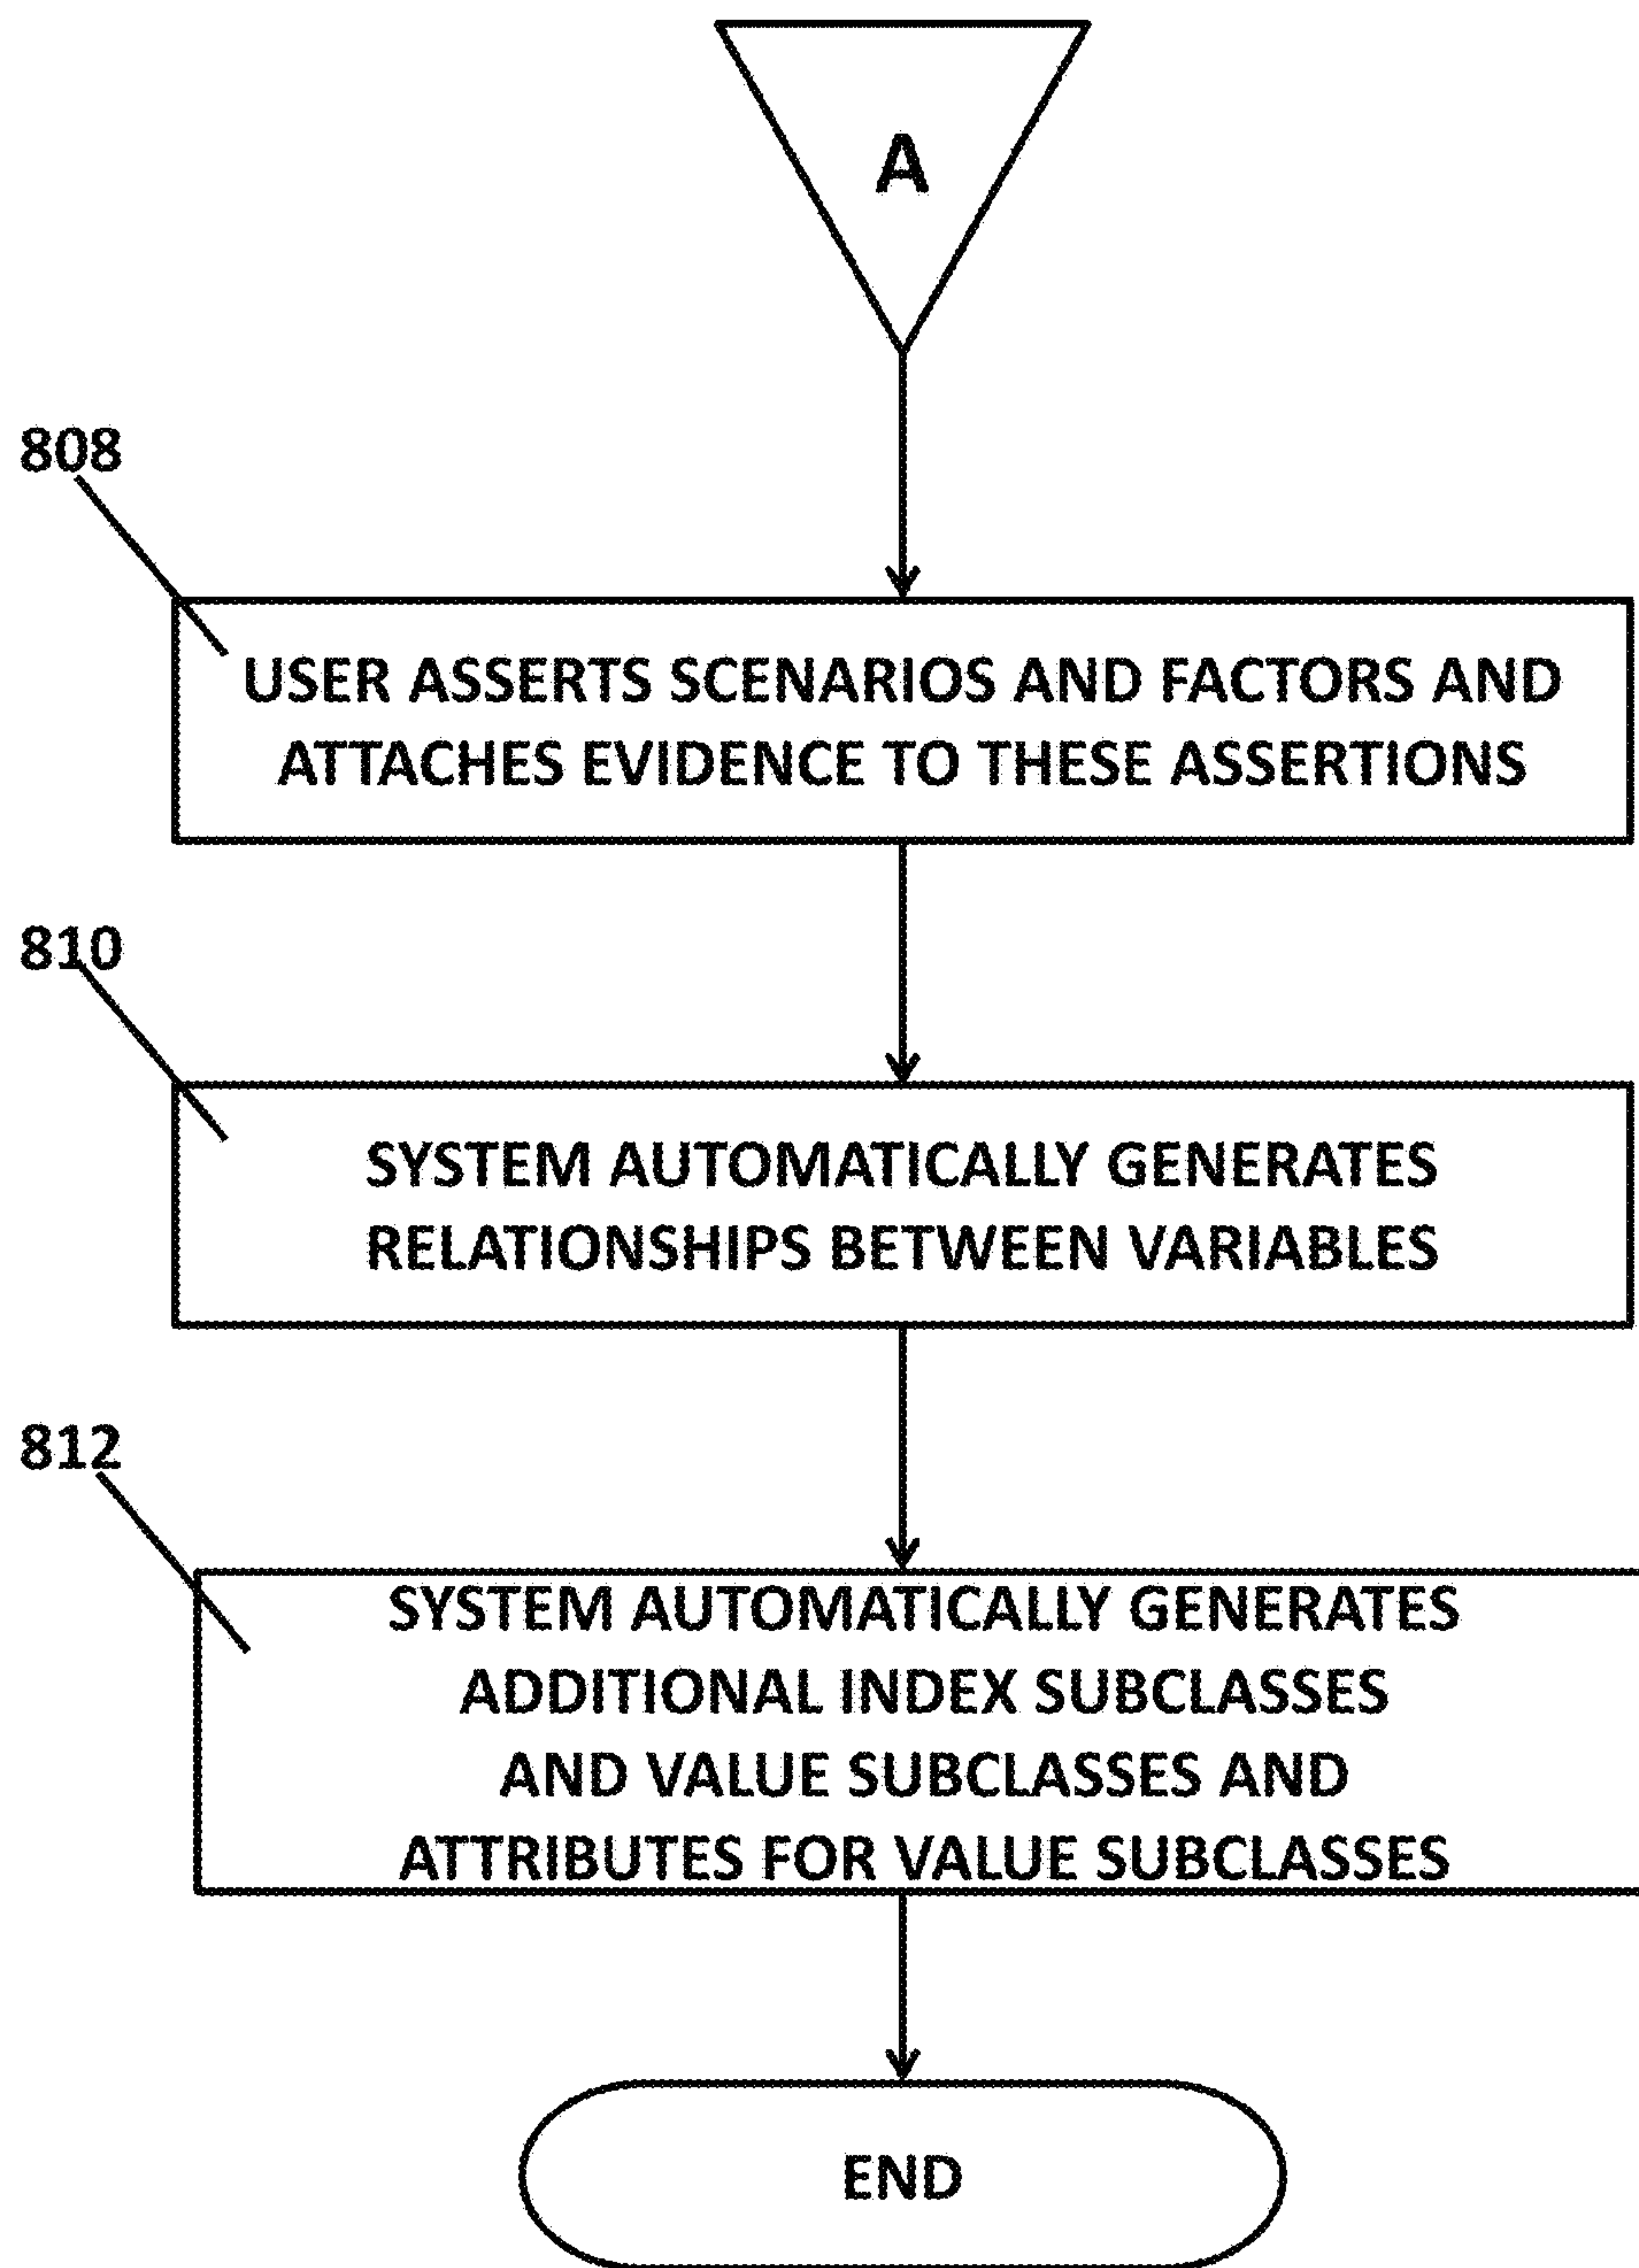 A
808
USER ASSERTS SCENARIOS AND FACTORS AND
ATTACHES EVIDENCE TO THESE ASSERTIONS
810
SYSTEM AUTOMATICALLY GENERATES
RELATIONSHIPS BETWEEN VARIABLES
812
SYSTEM AUTOMATICALLY GENERATES
ADDITIONAL INDEX SUBCLASSES
AND VALUE SUBCLASSES AND
ATTRIBUTES FOR VALUE SUBCLASSES
END